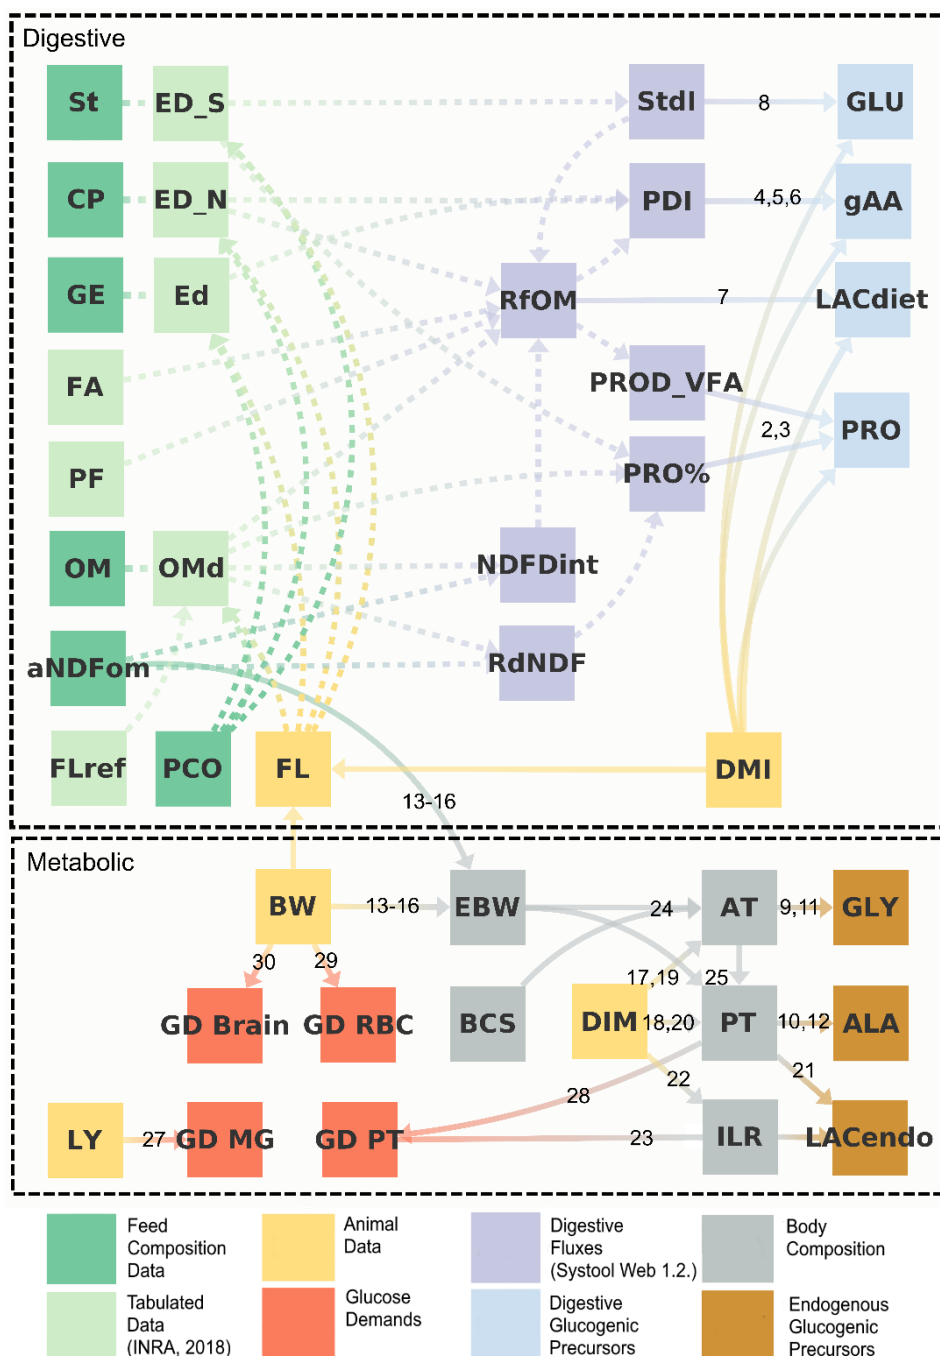 Digestive
St
ED_S
StdI
8
GLU
CP
ED_N
PDI
4,5,6
gAA
GE
Ed
RfOM
7
LACdiet
FA
PROD_VFA
2,3
PRO
PF
PRO%
OM
OMd
NDFDint
aNDFom
RdNDF
FLref
PCO
FL
DMI
13-16
Metabolic
BW
13-16
EBW
24
AT
9,11
GLY
30
29
17,19
25
GD Brain
GD RBC
BCS
DIM
18,20
PT
10,12
ALA
22
21
28
LY
27
GD MG
GD PT
23
ILR
LACendo
Feed
Composition
Data
Animal
Data
Digestive
Fluxes
(Systool Web 1.2.)
Body
Composition
Tabulated
Data
(INRA, 2018)
Glucose
Demands
Digestive
Glucogenic
Precursors
Endogenous
Glucogenic
Precursors